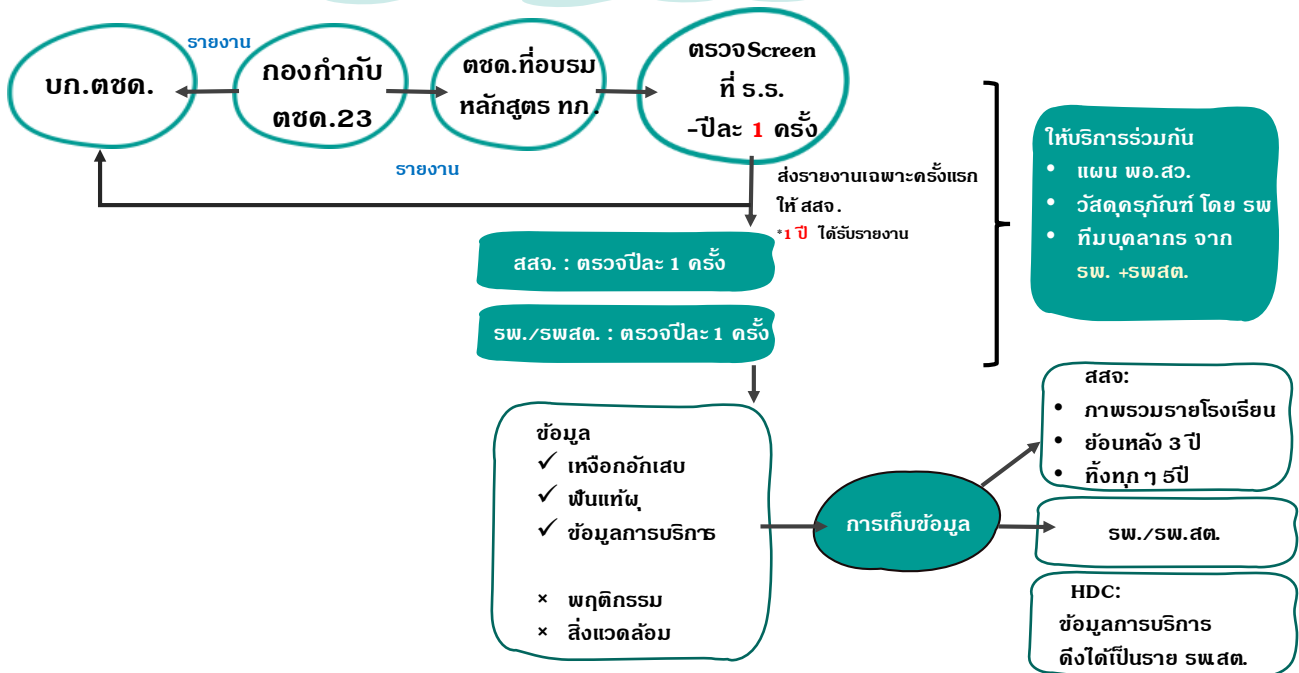 รายงาน
บก.ตชด.
กองกำกับ
ตชด.23
ตชด.ที่อบรม
หลักสูตร ทภ.
ตรวจScreen
ที่ ร.ร.
-ปีละ 1 ครั้ง
รายงาน
ส่งรายงานเฉพาะครั้งแรก
ให้ สสจ.
*1 ปี ได้รับรายงาน
ให้บริการร่วมกัน
• แผน พอ.สว.
• วัสดุครุภัณฑ์ โดย รพ
• ทีมบุคลากร จาก
รพ. +รพสต.
สสจ. : ตรวจปีละ 1 ครั้ง
รพ./รพสต. : ตรวจปีละ 1 ครั้ง
ข้อมูล
✓ เหงือกอักเสบ
✓ ฟันแท้ผุ
✓ ข้อมูลการบริการ
× พฤติกรรม
× สิ่งแวดล้อม
การเก็บข้อมูล
สสจ:
• ภาพรวมรายโรงเรียน
• ย้อนหลัง 3 ปี
• ทิ้งทุก ๆ 5ปี
รพ./รพ.สต.
HDC:
ข้อมูลการบริการ
ดึงได้เป็นราย รพ.สต.